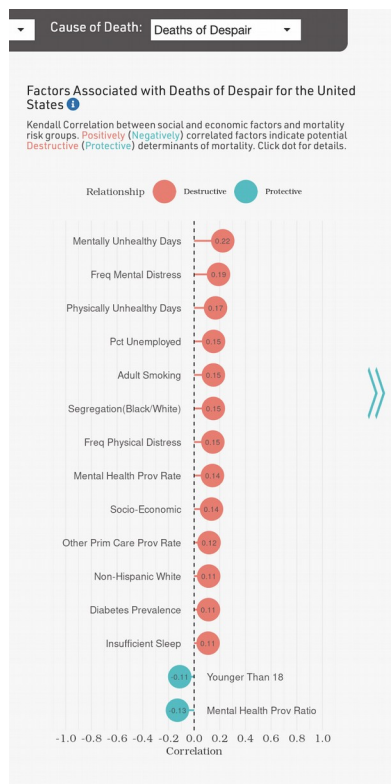 Cause of Death: Deaths of Despair
Factors Associated with Deaths of Despair for the United
States i
Kendall Correlation between social and economic factors and mortality
risk groups. Positively (Negatively) correlated factors indicate potential
Destructive (Protective) determinants of mortality. Click dot for details.
Relationship Destructive Protective
Mentally Unhealthy Days 0.22
Freq Mental Distress 0.19
Physically Unhealthy Days 0.17
Pct Unemployed 0.15
Adult Smoking 0.15
Segregation(Black/White) 0.15
Freq Physical Distress 0.15
Mental Health Prov Rate 0.14
Socio-Economic 0.14
Other Prim Care Prov Rate 0.12
Non-Hispanic White 0.11
Diabetes Prevalence 0.11
Insufficient Sleep 0.11
-0.11 Younger Than 18
-0.13 Mental Health Prov Ratio
-1.0 -0.8 -0.6 -0.4 -0.2 0.0 0.2 0.4 0.6 0.8 1.0
Correlation